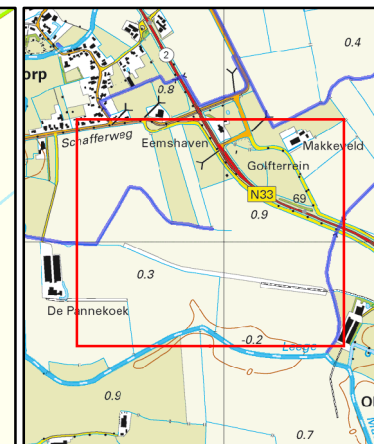 0.4
orp
2
0.8
Schafferweg
Eemshaven
Makkeveld
Golfterrein
N33
69
0.9
0.3
De Pannekoek
-0.2
0.9
0.7